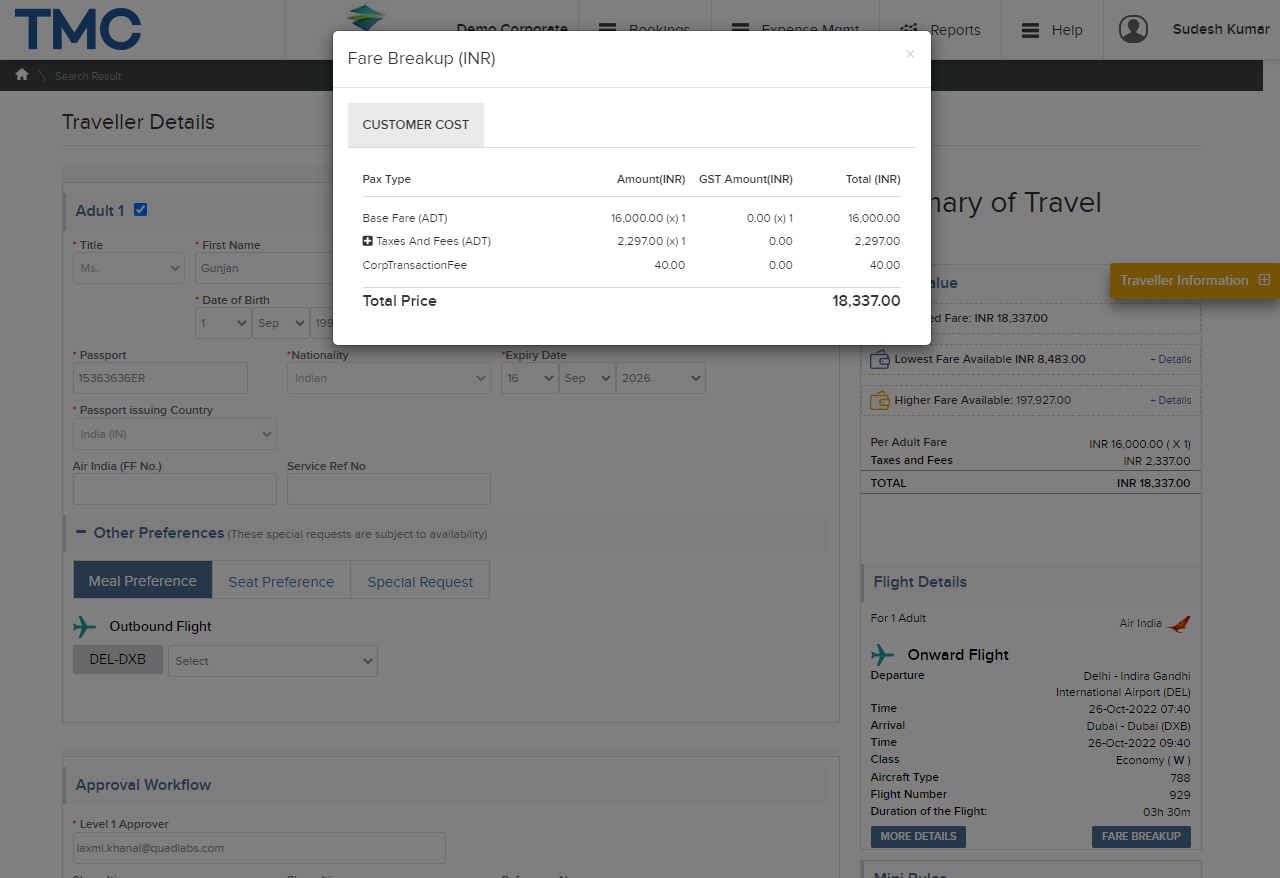 TMC
Demo Corporate
Bookings
Expense Mgmt
Reports
Help
Sudesh Kumar
Search Result
Fare Breakup (INR)
×
CUSTOMER COST
Pax Type Amount(INR) GST Amount(INR) Total (INR)
Base Fare (ADT) 16,000.00 (x) 1 0.00 (x) 1 16,000.00
Taxes And Fees (ADT) 2,297.00 (x) 1 0.00 2,297.00
CorpTransactionFee 40.00 0.00 40.00
Total Price 18,337.00
Traveller Details
Adult 1
* Title * First Name
Ms. Gunjan
* Date of Birth
1 Sep 199
* Passport *Nationality *Expiry Date
15363636ER Indian 16 Sep 2026
* Passport issuing Country
India (IN)
Air India (FF No.) Service Ref No
− Other Preferences (These special requests are subject to availability)
Meal Preference Seat Preference Special Request
Outbound Flight
DEL-DXB Select
Approval Workflow
* Level 1 Approver
laxmi.khanal@quadlabs.com
of Travel
Traveller Information
Fare: INR 18,337.00
Lowest Fare Available INR 8,483.00 - Details
Higher Fare Available: 197,927.00 - Details
Per Adult Fare INR 16,000.00 ( X 1)
Taxes and Fees INR 2,337.00
TOTAL INR 18,337.00
Flight Details
For 1 Adult Air India
Onward Flight
Departure Delhi - Indira Gandhi
International Airport (DEL)
Time 26-Oct-2022 07:40
Arrival Dubai - Dubai (DXB)
Time 26-Oct-2022 09:40
Class Economy ( W )
Aircraft Type 788
Flight Number 929
Duration of the Flight: 03h 30m
MORE DETAILS FARE BREAKUP
Mini Rules